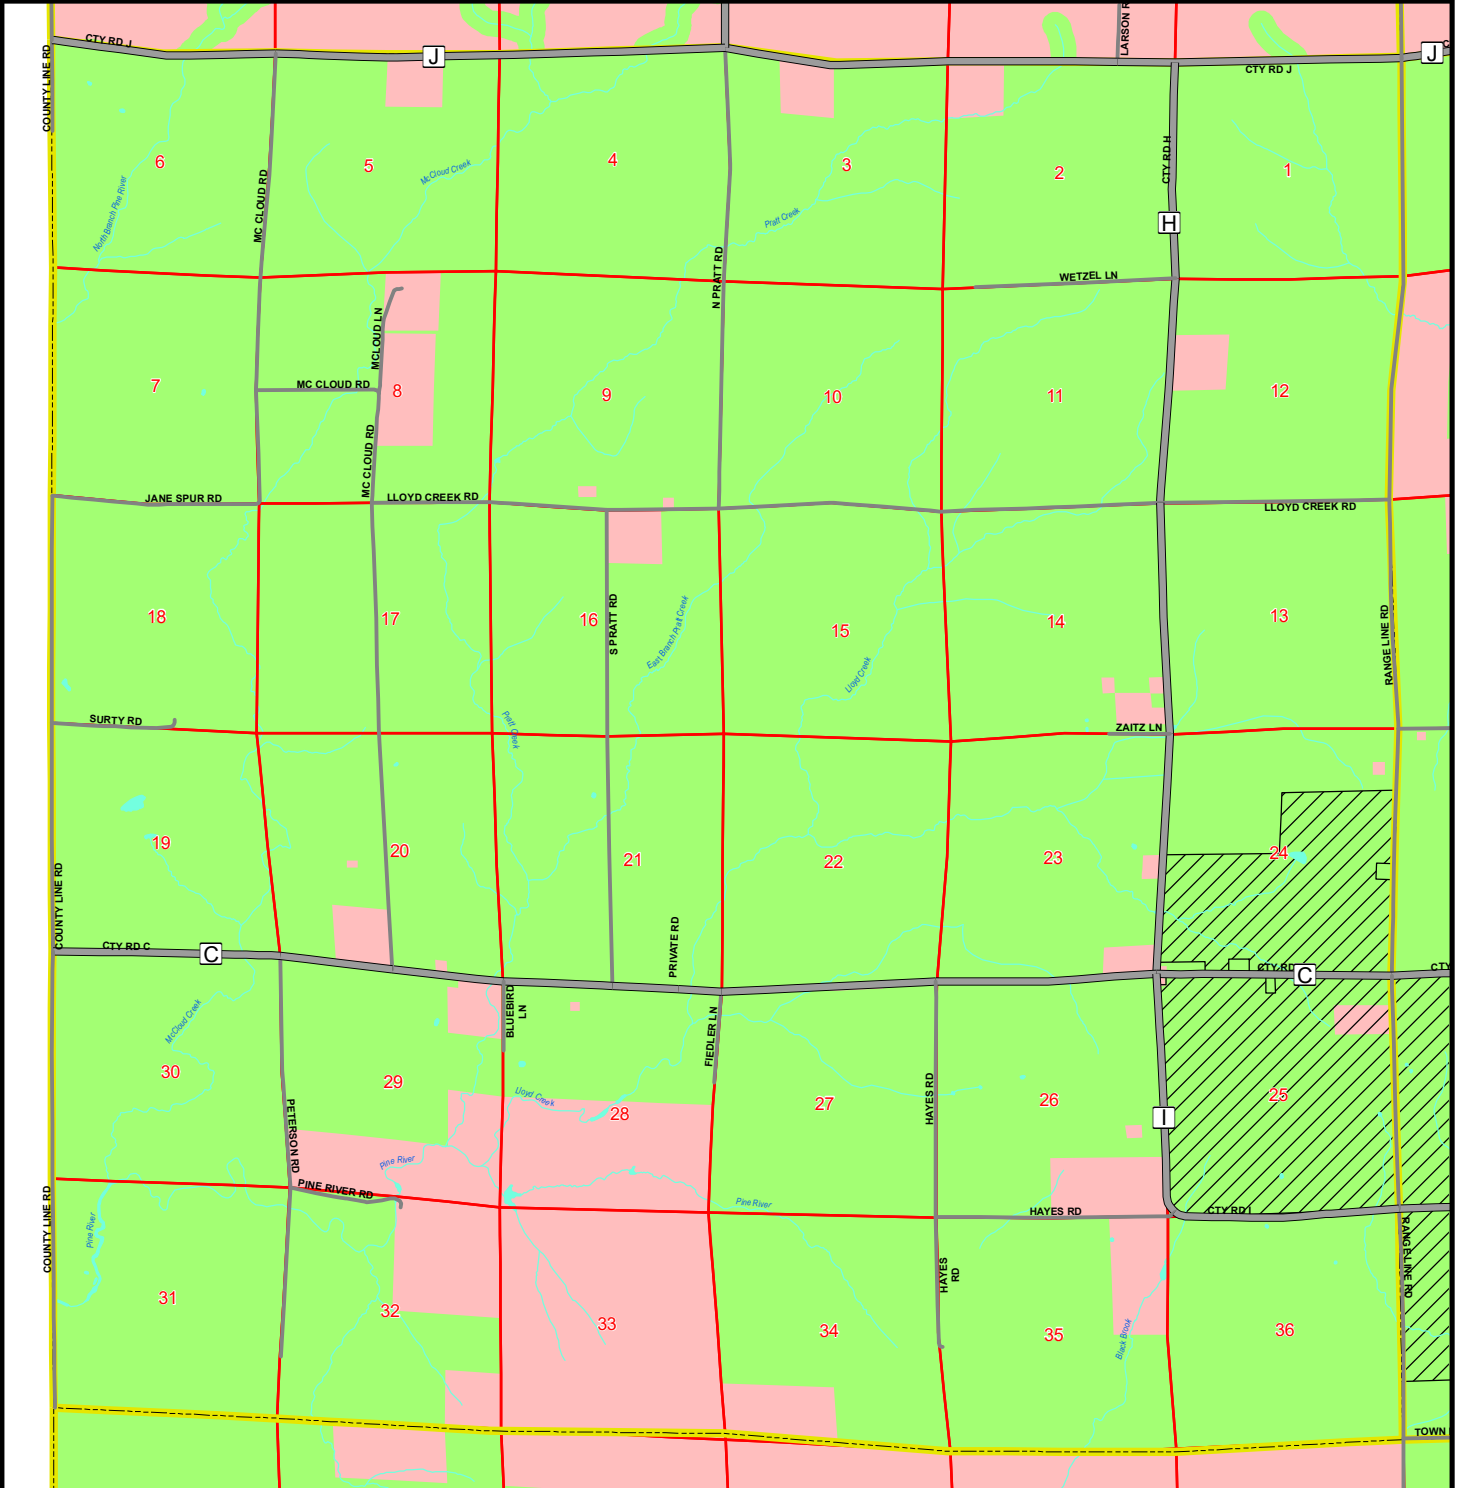 LARSON R
COUNTY LINE RD
CTY RD J
J
CTY RD J
J
C
6
5
4
3
2
1
MC CLOUD RD
McCloud Creek
North Branch Pine River
Pratt Creek
N PRATT RD
CTY RD H
H
WETZEL LN
MCLOUD LN
MC CLOUD RD
7
8
9
10
11
12
MC CLOUD RD
JANE SPUR RD
LLOYD CREEK RD
LLOYD CREEK RD
18
17
16
15
14
13
S PRATT RD
East Branch Pratt Creek
Lloyd Creek
RANGE LINE RD
SURTY RD
Pratt Creek
ZAITZ LN
19
20
21
22
23
24
COUNTY LINE RD
CTY RD C
C
PRIVATE RD
CTY RD
C
CTY
McCloud Creek
BLUEBIRD
LN
FIEDLER LN
30
29
28
27
26
25
Lloyd Creek
HAYES RD
I
PETERSON RD
Pine River
PINE RIVER RD
Pine River
HAYES RD
CTY RD I
COUNTY LINE RD
Pine River
HAYES
RD
RANGE LINE RD
31
32
33
34
35
36
Black Brook
TOWN